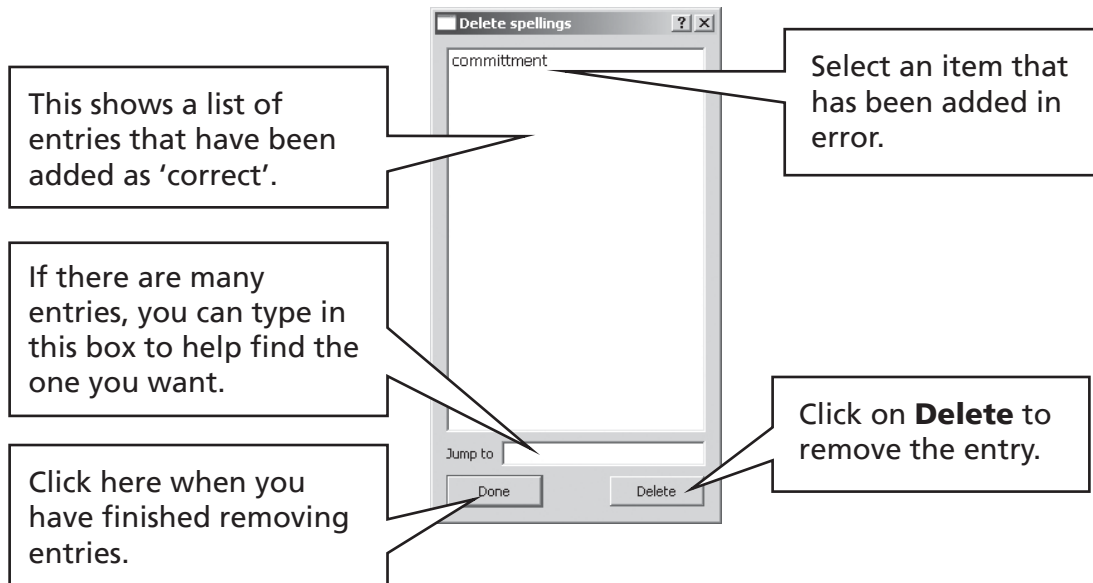 Delete spellings
committment
This shows a list of
entries that have been
added as ‘correct’.
Select an item that
has been added in
error.
If there are many
entries, you can type in
this box to help find the
one you want.
Jump to
Click on Delete to
remove the entry.
Done
Delete
Click here when you
have finished removing
entries.